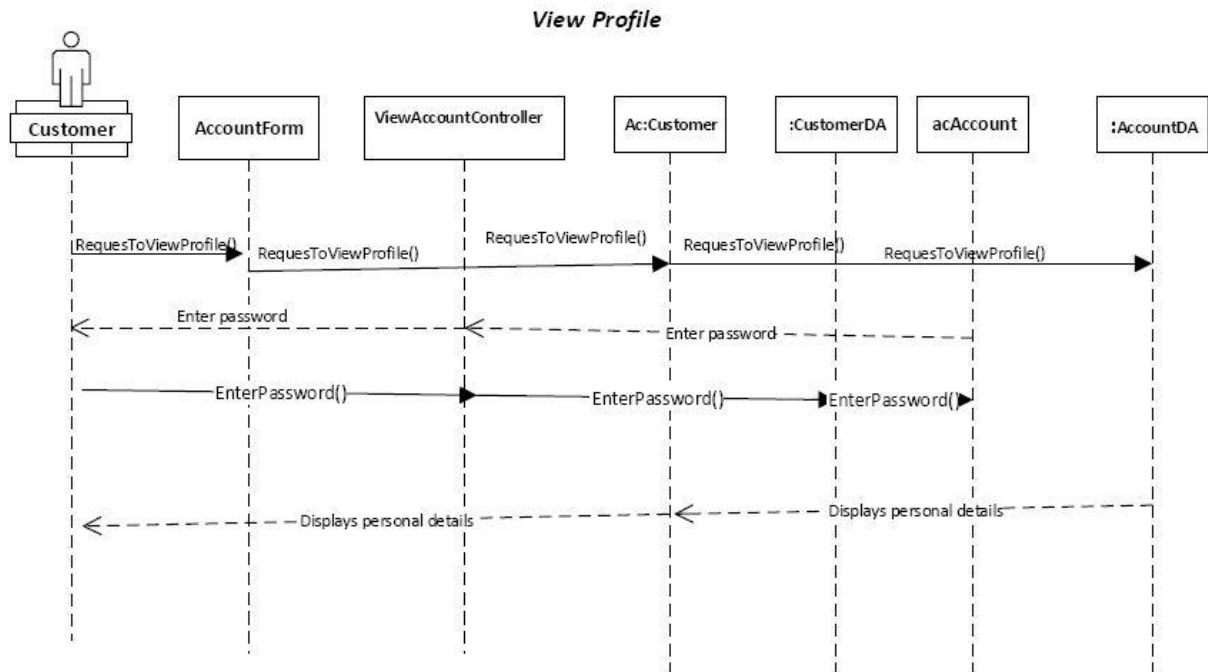 View Profile
Customer
AccountForm
ViewAccountController
Ac:Customer
:CustomerDA
acAccount
:AccountDA
RequesToViewProfile()
RequesToViewProfile()
RequesToViewProfile()
RequesToViewProfile()
RequesToViewProfile()
Enter password
Enter password
EnterPassword()
EnterPassword()
EnterPassword()
Displays personal details
Displays personal details